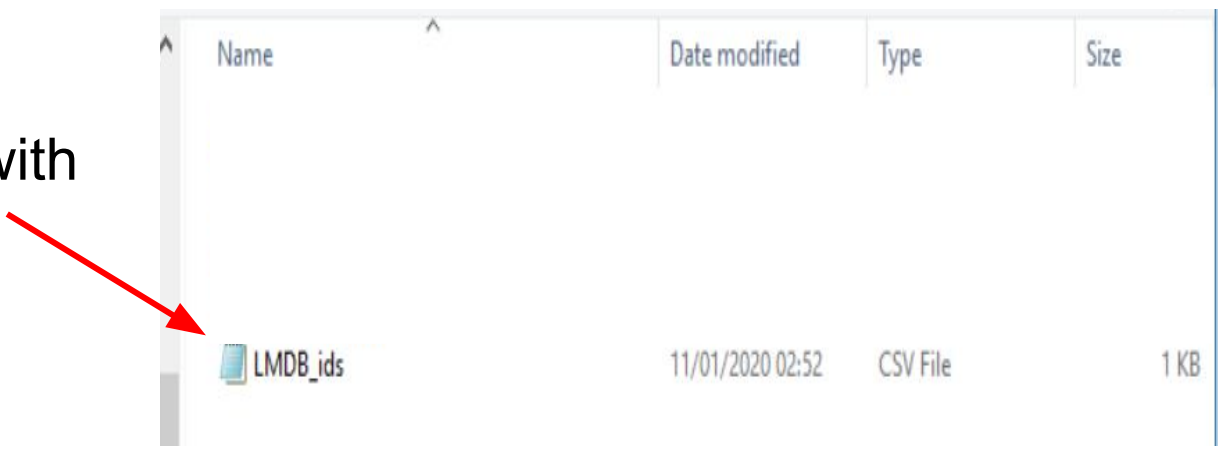 Name Date modified Type Size
with
LMDB_ids 11/01/2020 02:52 CSV File 1 KB